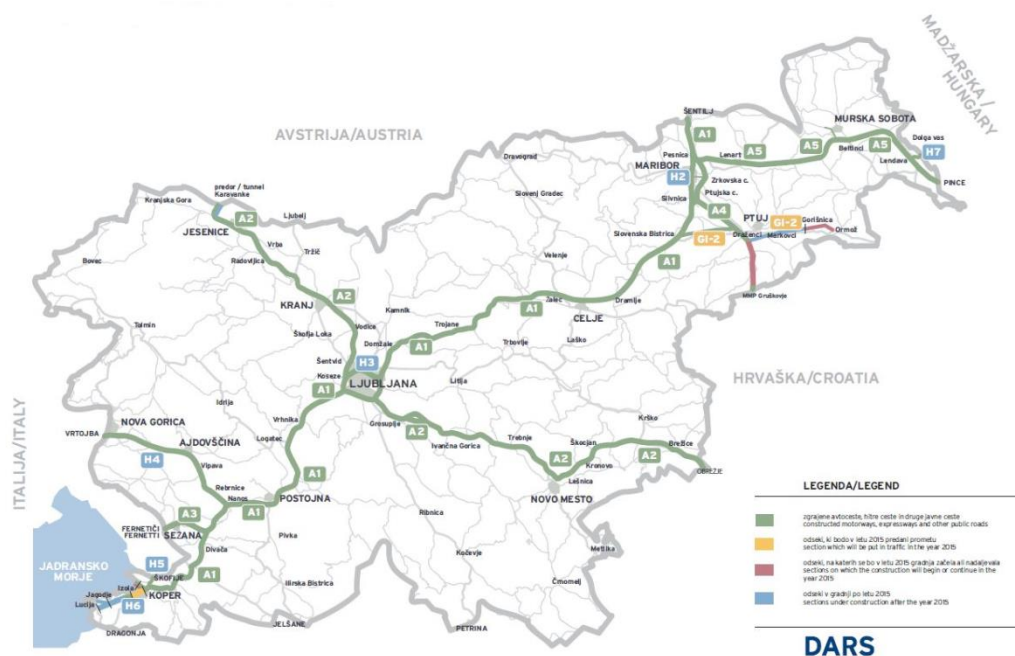 MADŽARSKA /
HUNGARY
ŠENTILJ
MURSKA SOBOTA
AVSTRIJA/AUSTRIA
A1
A5
A5
A5
Dolga vas
H7
Pesnica
Lenart
Beltinci
Lendava
Dravograd
MARIBOR
H2
Zrkovska c.
PINCE
predor / tunnel
Karavanke
Kranjska Gora
Slovenj Gradec
Ptujska c.
A2
Ljubelj
Slivnica
A4
PTUJ
GI-2
Gorišnica
JESENICE
Vrba
Slovenska Bistrica
GI-2
Draženci
Markovci
Ormož
Bovec
Radovljica
Tržič
Velenje
A1
A2
MMP Gruškovje
KRANJ
Kamnik
A1
Žalec
Dramlje
CELJE
Tolmin
Vodice
Trojane
Škofja Loka
Domžale
A1
Trbovlje
Laško
Šentvid
H3
Koseze
LJUBLJANA
Litija
HRVAŠKA/CROATIA
A1
Idrija
ITALIJA/ITALY
NOVA GORICA
Vrhnika
Grosuplje
A2
Krško
VRTOJBA
AJDOVŠČINA
Logatec
Ivančna Gorica
Trebnje
Škocjan
Brežice
H4
Vipava
A1
A2
Kronovo
A2
OBREŽJE
Lešnica
Rebrnice
Nanos
POSTOJNA
NOVO MESTO
A3
A1
Ribnica
FERNETIČI
FERNETTI
SEŽANA
Pivka
Divača
Metlika
JADRANSKO
MORJE
H5
Kočevje
A1
ŠKOFIJE
Izola
Ilirska Bistrica
Črnomelj
Jagodje
KOPER
Lucija
H6
DRAGONJA
JELŠANE
PETRINA
LEGENDA/LEGEND
zgrajene avtoceste, hitre ceste in druge javne ceste
constructed motorways, expressways and other public roads
odseki, ki bodo v letu 2015 predani prometu
section which will be put in traffic in the year 2015
odseki, na katerih se bo v letu 2015 gradnja začela ali nadaljevala
sections on which the construction will begin or continue in the
year 2015
odseki v gradnji po letu 2015
sections under construction after the year 2015
DARS